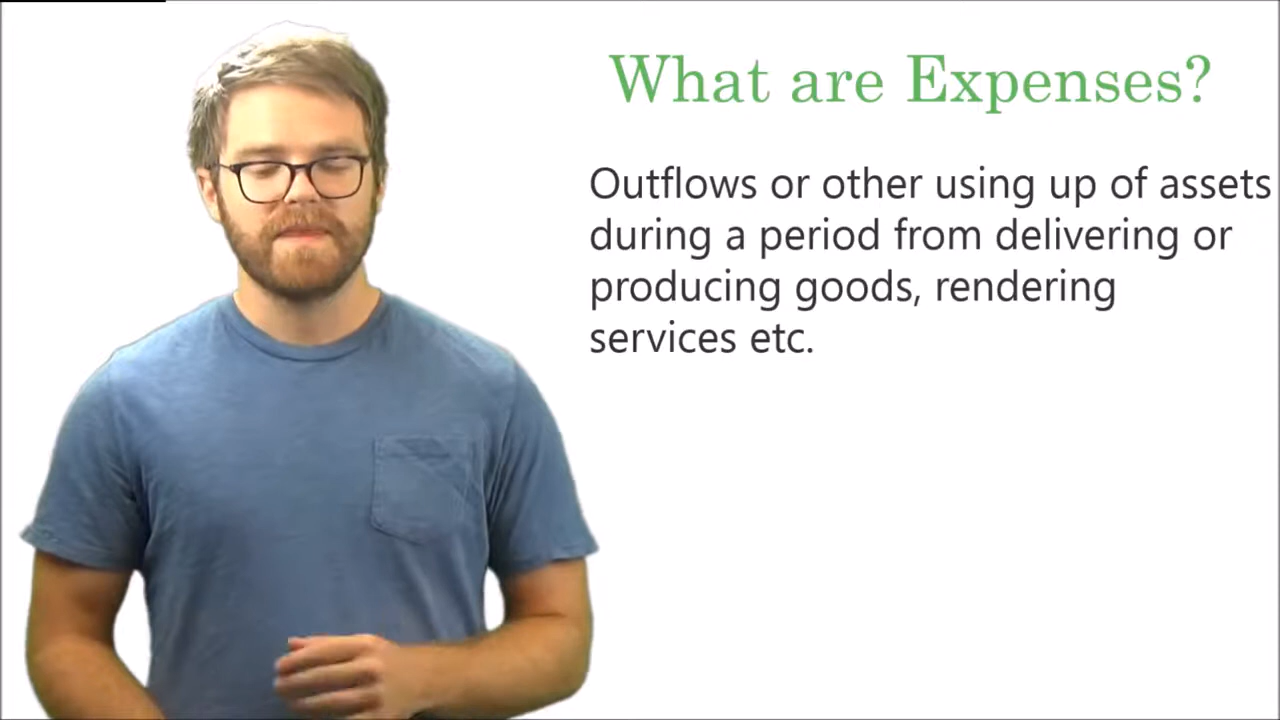 What are Expenses?
Outflows or other using up of assets
during a period from delivering or
producing goods, rendering
services etc.